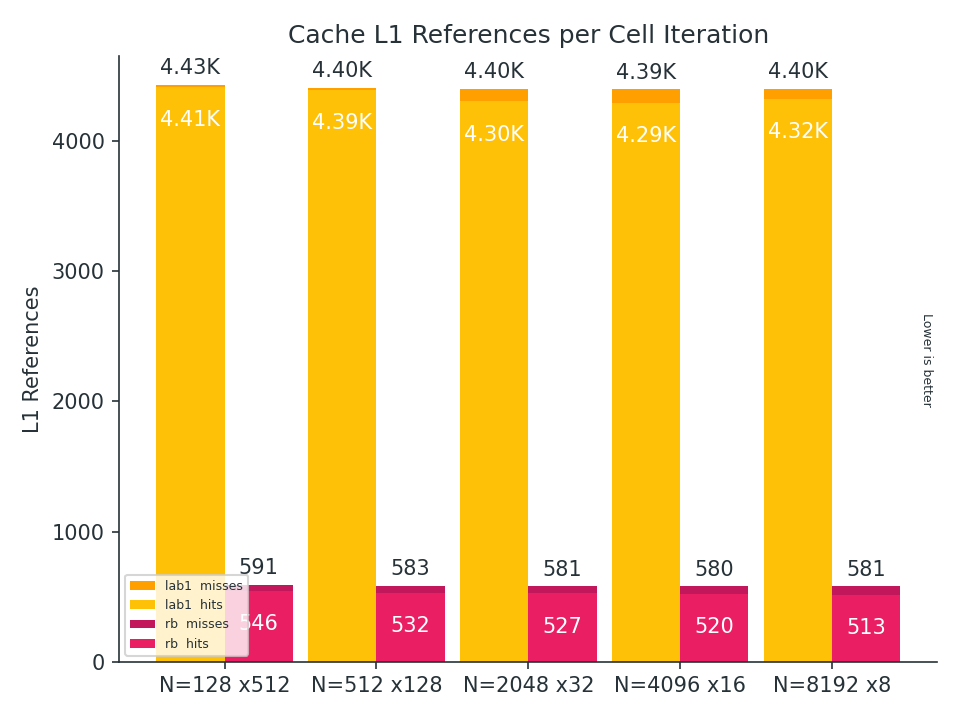 Cache L1 References per Cell Iteration
4.43K 4.40K 4.40K 4.39K 4.40K
4.41K 4.39K 4.30K 4.29K 4.32K
4000
3000
2000
1000
0
L1 References
Lower is better
591 583 581 580 581
546 532 527 520 513
lab1 misses
lab1 hits
rb misses
rb hits
N=128 x512 N=512 x128 N=2048 x32 N=4096 x16 N=8192 x8